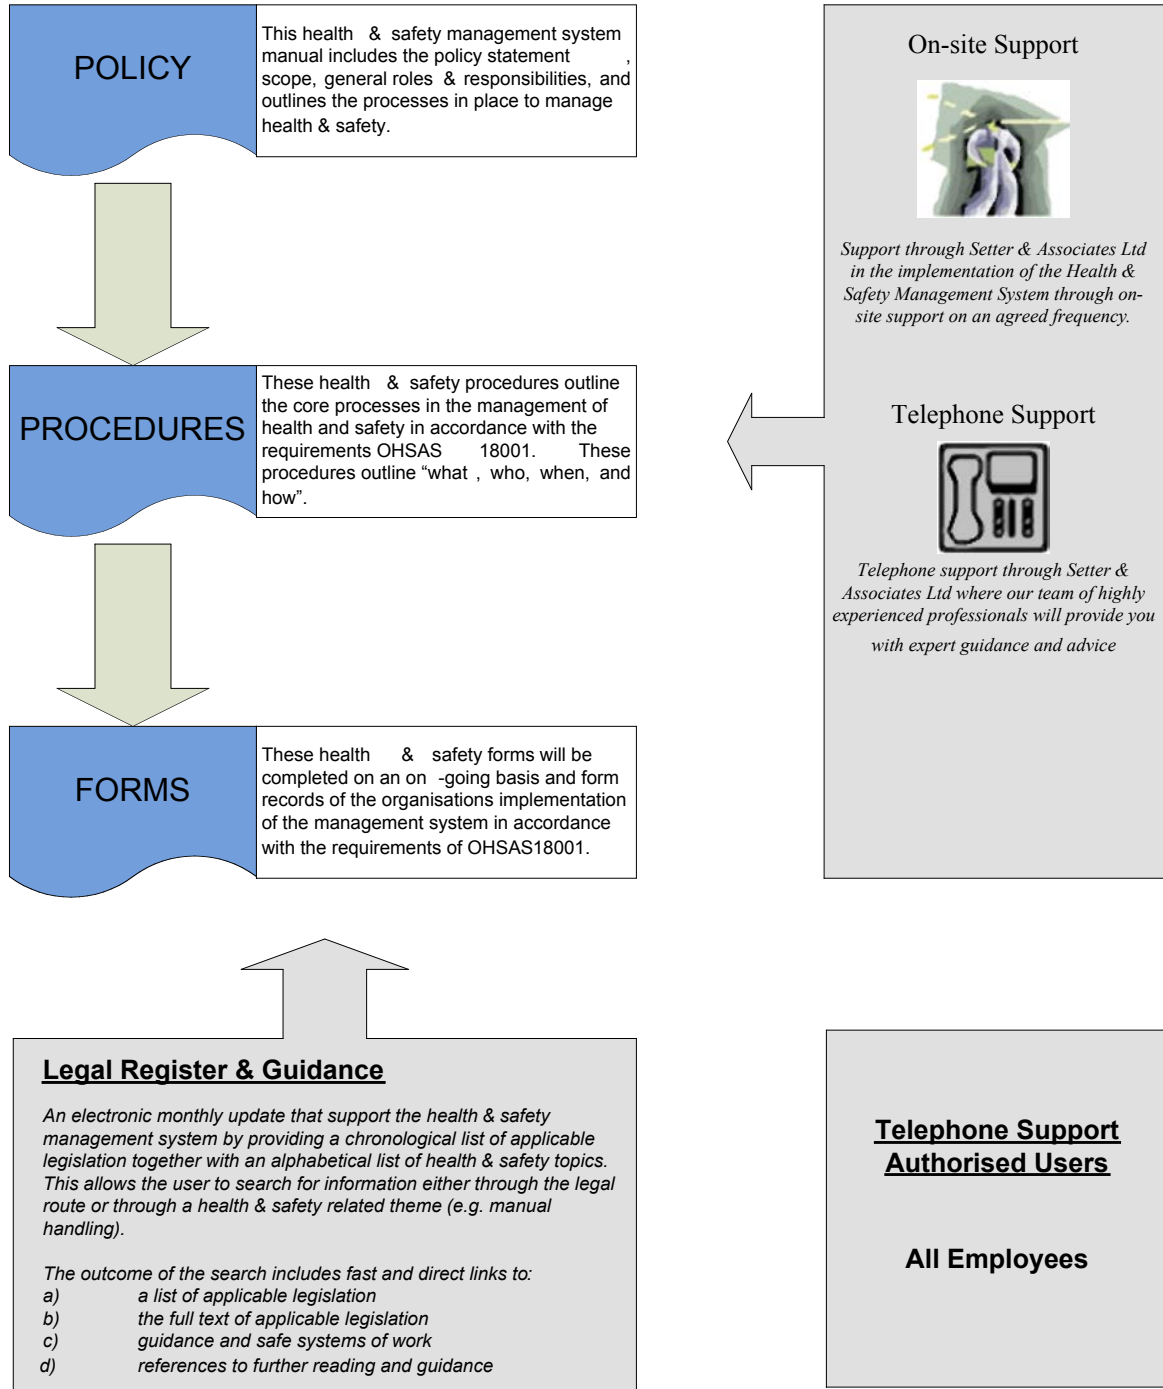 POLICY
This health & safety management system
manual includes the policy statement ,
scope, general roles & responsibilities, and
outlines the processes in place to manage
health & safety.
PROCEDURES
These health & safety procedures outline
the core processes in the management of
health and safety in accordance with the
requirements OHSAS 18001. These
procedures outline “what , who, when, and
how”.
FORMS
These health & safety forms will be
completed on an on -going basis and form
records of the organisations implementation
of the management system in accordance
with the requirements of OHSAS18001.
On-site Support
Support through Setter & Associates Ltd
in the implementation of the Health &
Safety Management System through on-
site support on an agreed frequency.
Telephone Support
Telephone support through Setter &
Associates Ltd where our team of highly
experienced professionals will provide you
with expert guidance and advice
Legal Register & Guidance
An electronic monthly update that support the health & safety
management system by providing a chronological list of applicable
legislation together with an alphabetical list of health & safety topics.
This allows the user to search for information either through the legal
route or through a health & safety related theme (e.g. manual
handling).
The outcome of the search includes fast and direct links to:
a) a list of applicable legislation
b) the full text of applicable legislation
c) guidance and safe systems of work
d) references to further reading and guidance
Telephone Support
Authorised Users
All Employees